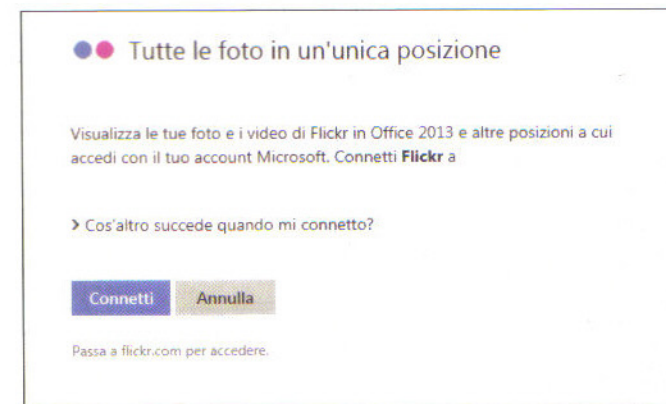 Tutte le foto in un'unica posizione
Visualizza le tue foto e i video di Flickr in Office 2013 e altre posizioni a cui
accedi con il tuo account Microsoft. Connetti Flickr a
> Cos'altro succede quando mi connetto?
Connetti Annulla
Passa a flickr.com per accedere.